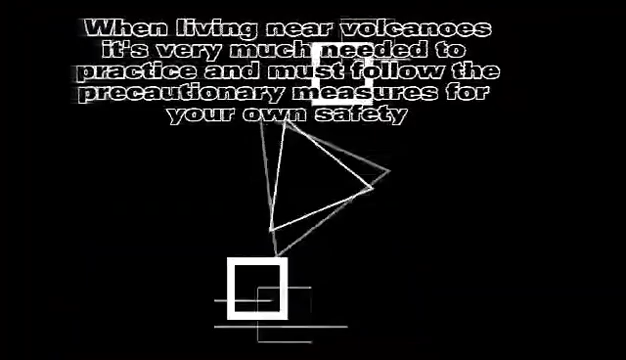 When living near volcanoes
it's very much needed to
practice and must follow the
precautionary measures for
your own safety